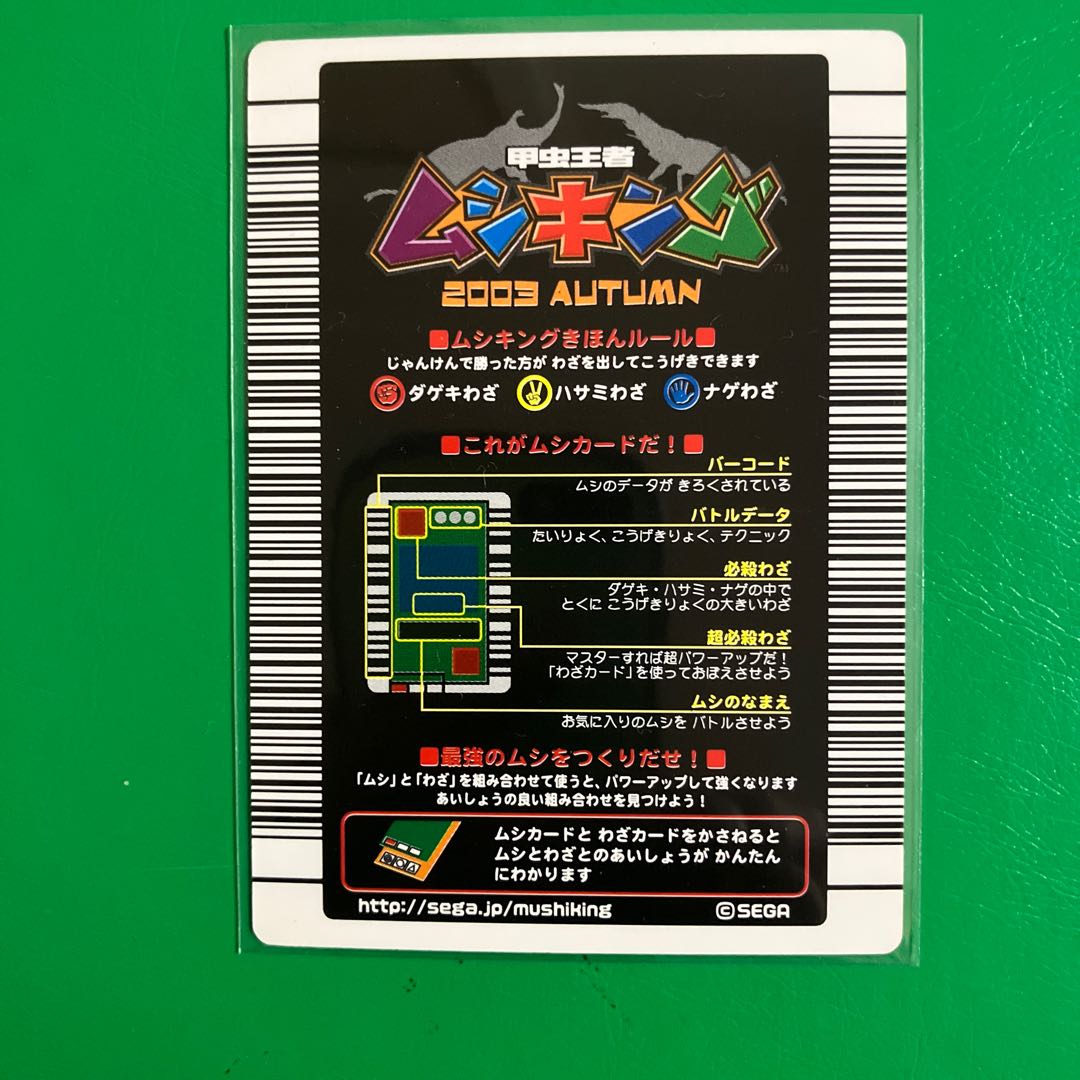 甲虫王者
ムシキング
TM
2003 AUTUMN
■ムシキングきほんルール■
じゃんけんで勝った方が わざを出してこうげきできます
ダゲキわざ ハサミわざ ナゲわざ
■これがムシカードだ！■
バーコード
ムシのデータが きろくされている
バトルデータ
たいりょく、こうげきりょく、テクニック
必殺わざ
ダゲキ・ハサミ・ナゲの中で
とくに こうげきりょくの大きいわざ
超必殺わざ
マスターすれば超パワーアップだ！
「わざカード」を使っておぼえさせよう
ムシのなまえ
お気に入りのムシを バトルさせよう
■最強のムシをつくりだせ！■
「ムシ」と「わざ」を組み合わせて使うと、パワーアップして強くなります
あいしょうの良い組み合わせを見つけよう！
ムシカードと わざカードをかさねると
ムシとわざとのあいしょうが かんたん
にわかります
http://sega.jp/mushiking ©SEGA